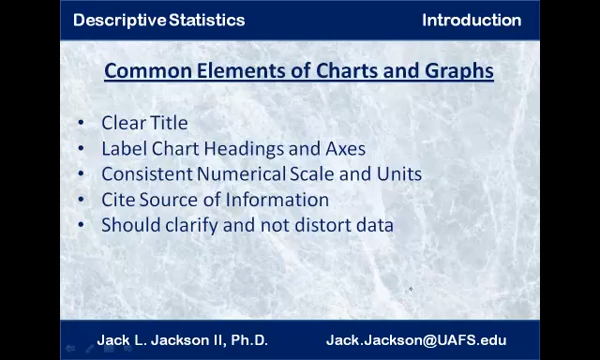 Descriptive Statistics Introduction
Common Elements of Charts and Graphs
• Clear Title
• Label Chart Headings and Axes
• Consistent Numerical Scale and Units
• Cite Source of Information
• Should clarify and not distort data
Jack L. Jackson II, Ph.D. Jack.Jackson@UAFS.edu